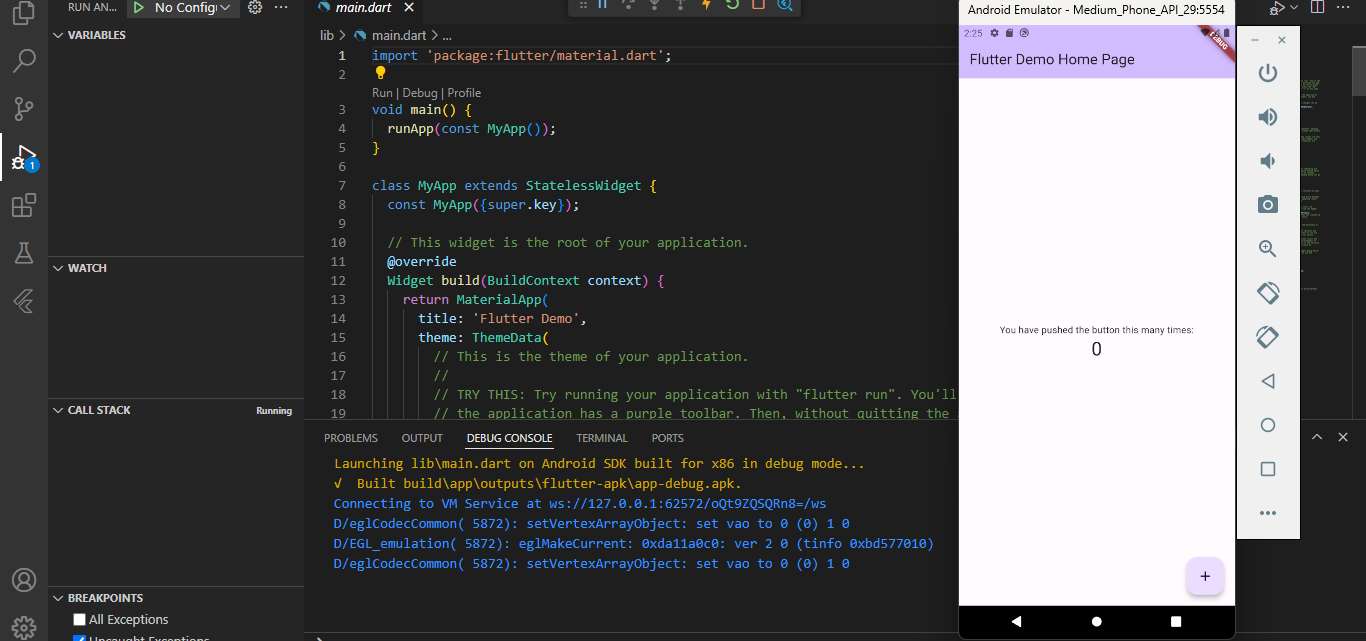 RUN AN...
No Config
VARIABLES
WATCH
CALL STACK
Running
BREAKPOINTS
All Exceptions
Uncaught Exceptions
1
main.dart
lib > main.dart > ...
1 import 'package:flutter/material.dart';
2
Run | Debug | Profile
3 void main() {
4 runApp(const MyApp());
5 }
6
7 class MyApp extends StatelessWidget {
8 const MyApp({super.key});
9
10 // This widget is the root of your application.
11 @override
12 Widget build(BuildContext context) {
13 return MaterialApp(
14 title: 'Flutter Demo',
15 theme: ThemeData(
16 // This is the theme of your application.
17 //
18 // TRY THIS: Try running your application with "flutter run". You'll
19 // the application has a purple toolbar. Then, without quitting the
PROBLEMS OUTPUT DEBUG CONSOLE TERMINAL PORTS
Launching lib\main.dart on Android SDK built for x86 in debug mode...
√ Built build\app\outputs\flutter-apk\app-debug.apk.
Connecting to VM Service at ws://127.0.0.1:62572/oQt9ZQSQRn8=/ws
D/eglCodecCommon( 5872): setVertexArrayObject: set vao to 0 (0) 1 0
D/EGL_emulation( 5872): eglMakeCurrent: 0xda11a0c0: ver 2 0 (tinfo 0xbd577010)
D/eglCodecCommon( 5872): setVertexArrayObject: set vao to 0 (0) 1 0
Android Emulator - Medium_Phone_API_29:5554
2:25
DEBUG
Flutter Demo Home Page
You have pushed the button this many times:
0
+